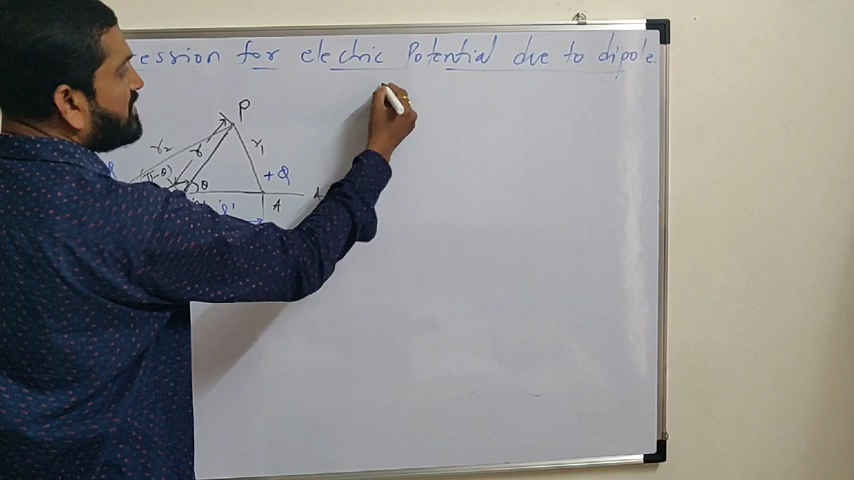 ession for electric Potential due to dipole.
P
r₂ r r₁
(π-θ) θ +Q
'l' A